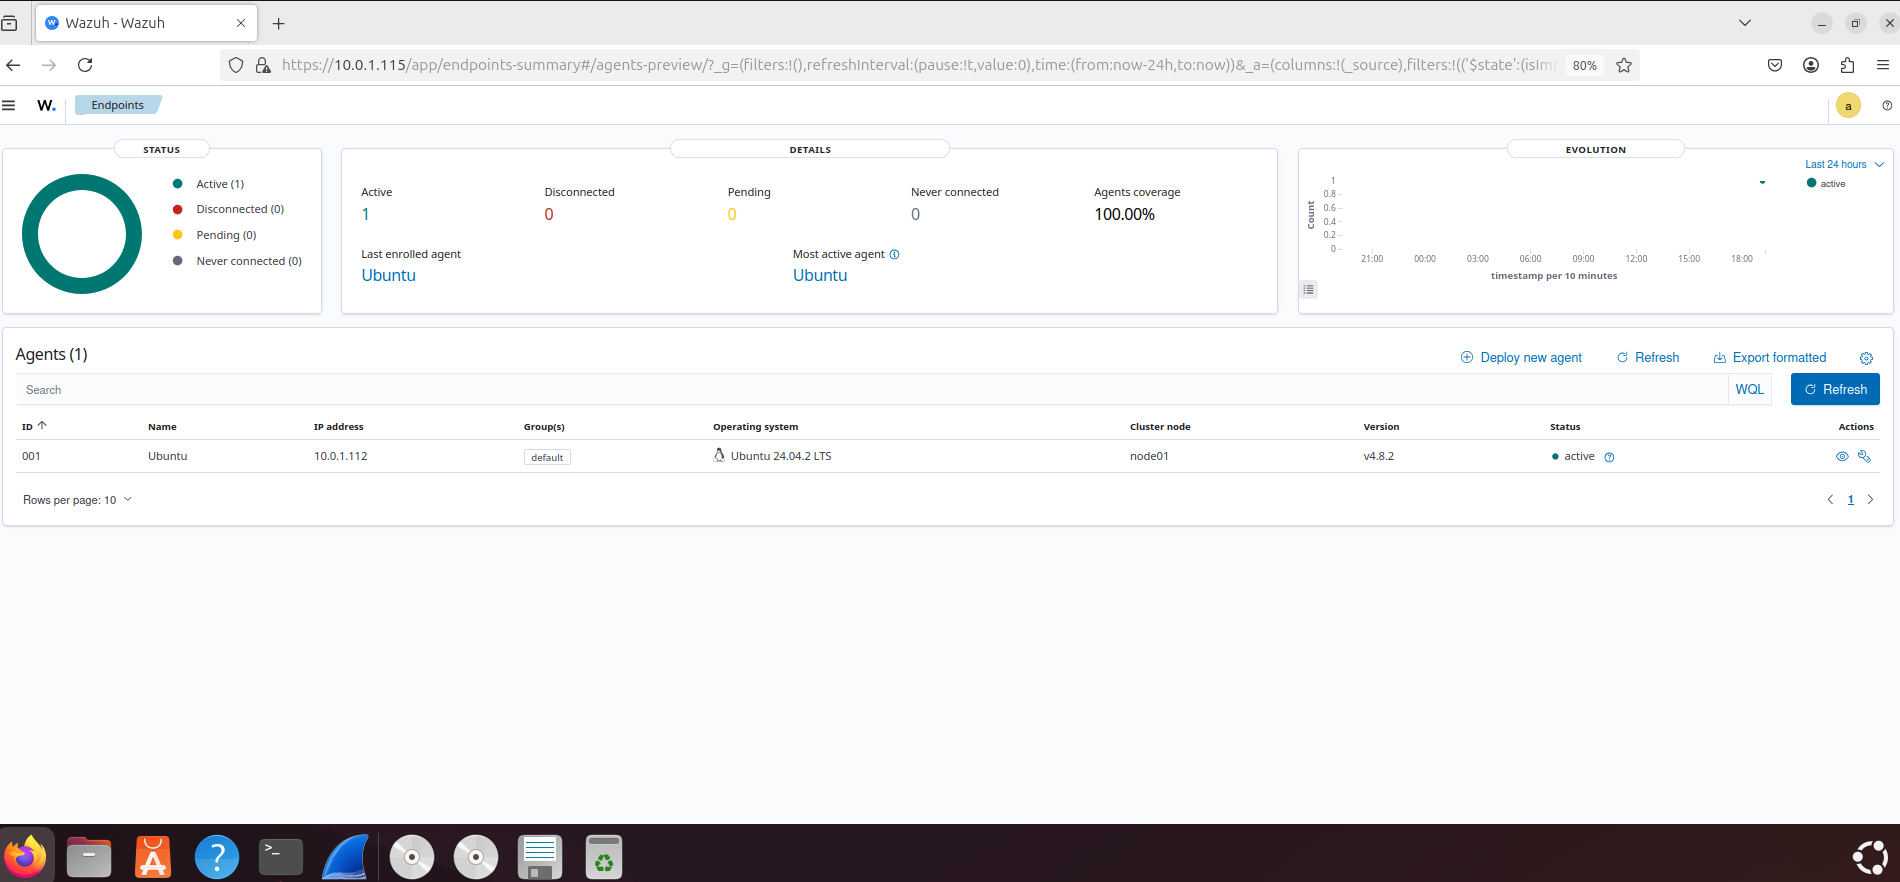 Wazuh - Wazuh
https://10.0.1.115/app/endpoints-summary#/agents-preview/?_g=(filters:!(),refreshInterval:(pause:!t,value:0),time:(from:now-24h,to:now))&_a=(columns:!(_source),filters:!(('$state':(isImp
80%
W. Endpoints a
STATUS
Active (1)
Disconnected (0)
Pending (0)
Never connected (0)
DETAILS
Active Disconnected Pending Never connected Agents coverage
1 0 0 0 100.00%
Last enrolled agent Most active agent
Ubuntu Ubuntu
EVOLUTION
Last 24 hours
active
Count
1
0.8
0.6
0.4
0.2
0
21:00 00:00 03:00 06:00 09:00 12:00 15:00 18:00
timestamp per 10 minutes
Agents (1)
Deploy new agent Refresh Export formatted
Search WQL Refresh
ID Name IP address Group(s) Operating system Cluster node Version Status Actions
001 Ubuntu 10.0.1.112 default Ubuntu 24.04.2 LTS node01 v4.8.2 active
Rows per page: 10
1